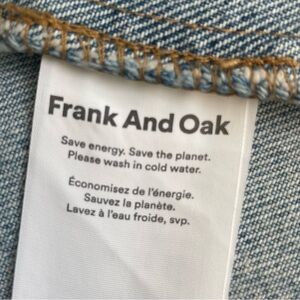 Frank And Oak
Save energy. Save the planet.
Please wash in cold water.
Économisez de l'énergie.
Sauvez la planète.
Lavez à l'eau froide, svp.